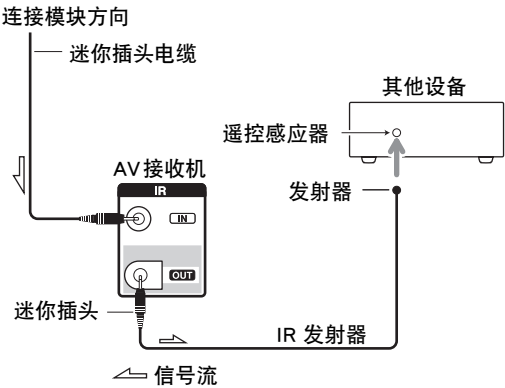 连接模块方向
迷你插头电缆
其他设备
遥控感应器
AV接收机
IR
发射器
IN
OUT
迷你插头
IR 发射器
信号流